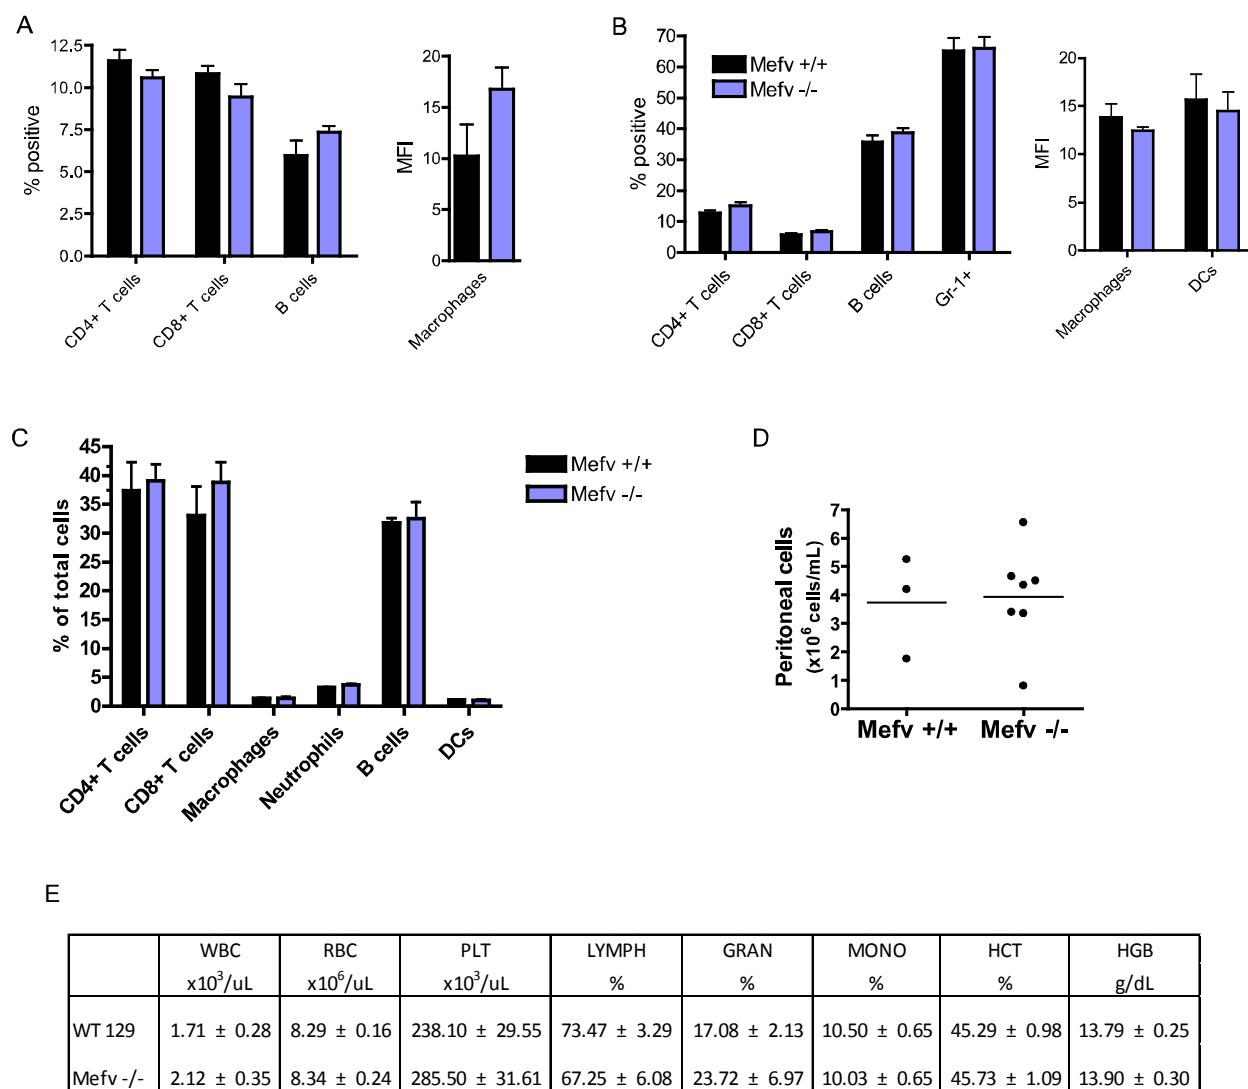 A
% positive
12.5
10.0
7.5
5.0
2.5
0.0
CD4+ T cells
CD8+ T cells
B cells
MFI
20
15
10
5
0
Macrophages
B
% positive
70
60
50
40
30
20
10
0
Mefv +/+
Mefv -/-
CD4+ T cells
CD8+ T cells
B cells
Gr-1+
MFI
20
15
10
5
0
Macrophages
DCs
C
% of total cells
45
40
35
30
25
20
15
10
5
0
Mefv +/+
Mefv -/-
CD4+ T cells
CD8+ T cells
Macrophages
Neutrophils
B cells
DCs
D
Peritoneal cells
(x10⁶ cells/mL)
7
6
5
4
3
2
1
0
Mefv +/+ Mefv -/-
E
WBC RBC PLT LYMPH GRAN MONO HCT HGB
x10³/uL x10⁶/uL x10³/uL % % % % g/dL
WT 129 1.71 ± 0.28 8.29 ± 0.16 238.10 ± 29.55 73.47 ± 3.29 17.08 ± 2.13 10.50 ± 0.65 45.29 ± 0.98 13.79 ± 0.25
Mefv -/- 2.12 ± 0.35 8.34 ± 0.24 285.50 ± 31.61 67.25 ± 6.08 23.72 ± 6.97 10.03 ± 0.65 45.73 ± 1.09 13.90 ± 0.30